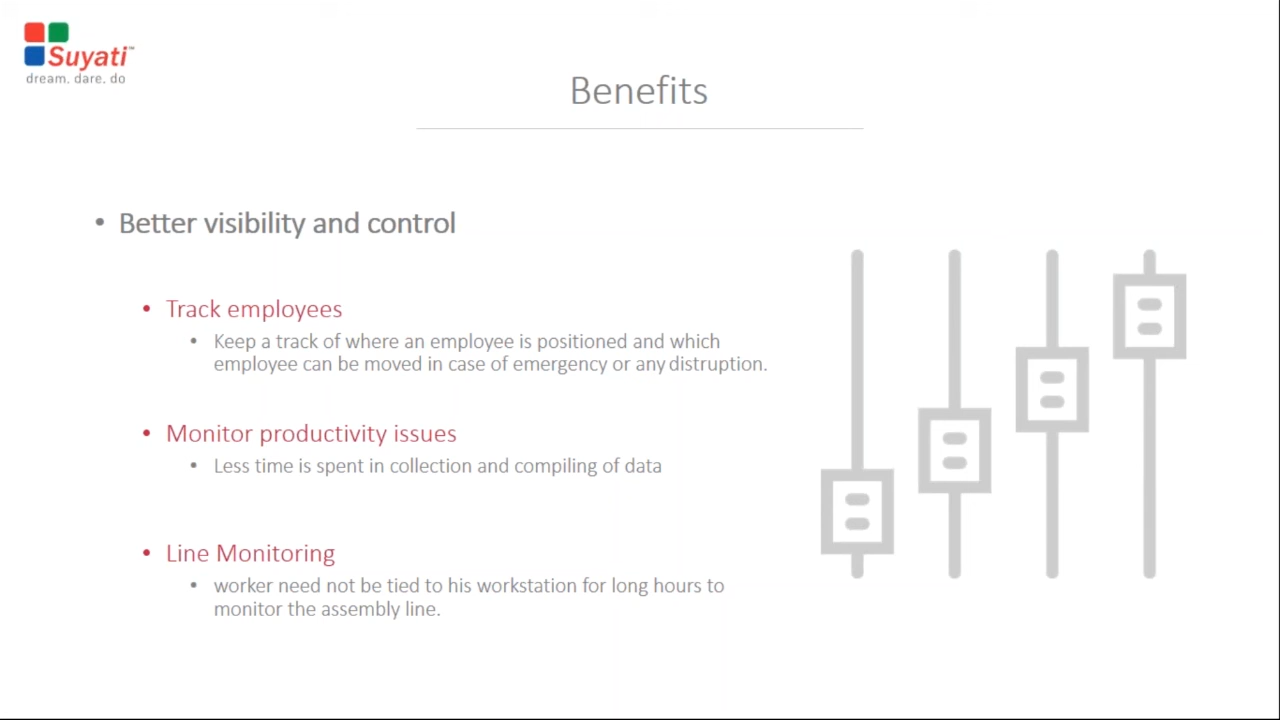 Suyati™
dream. dare. do
Benefits
• Better visibility and control
• Track employees
• Keep a track of where an employee is positioned and which
employee can be moved in case of emergency or any distruption.
• Monitor productivity issues
• Less time is spent in collection and compiling of data
• Line Monitoring
• worker need not be tied to his workstation for long hours to
monitor the assembly line.